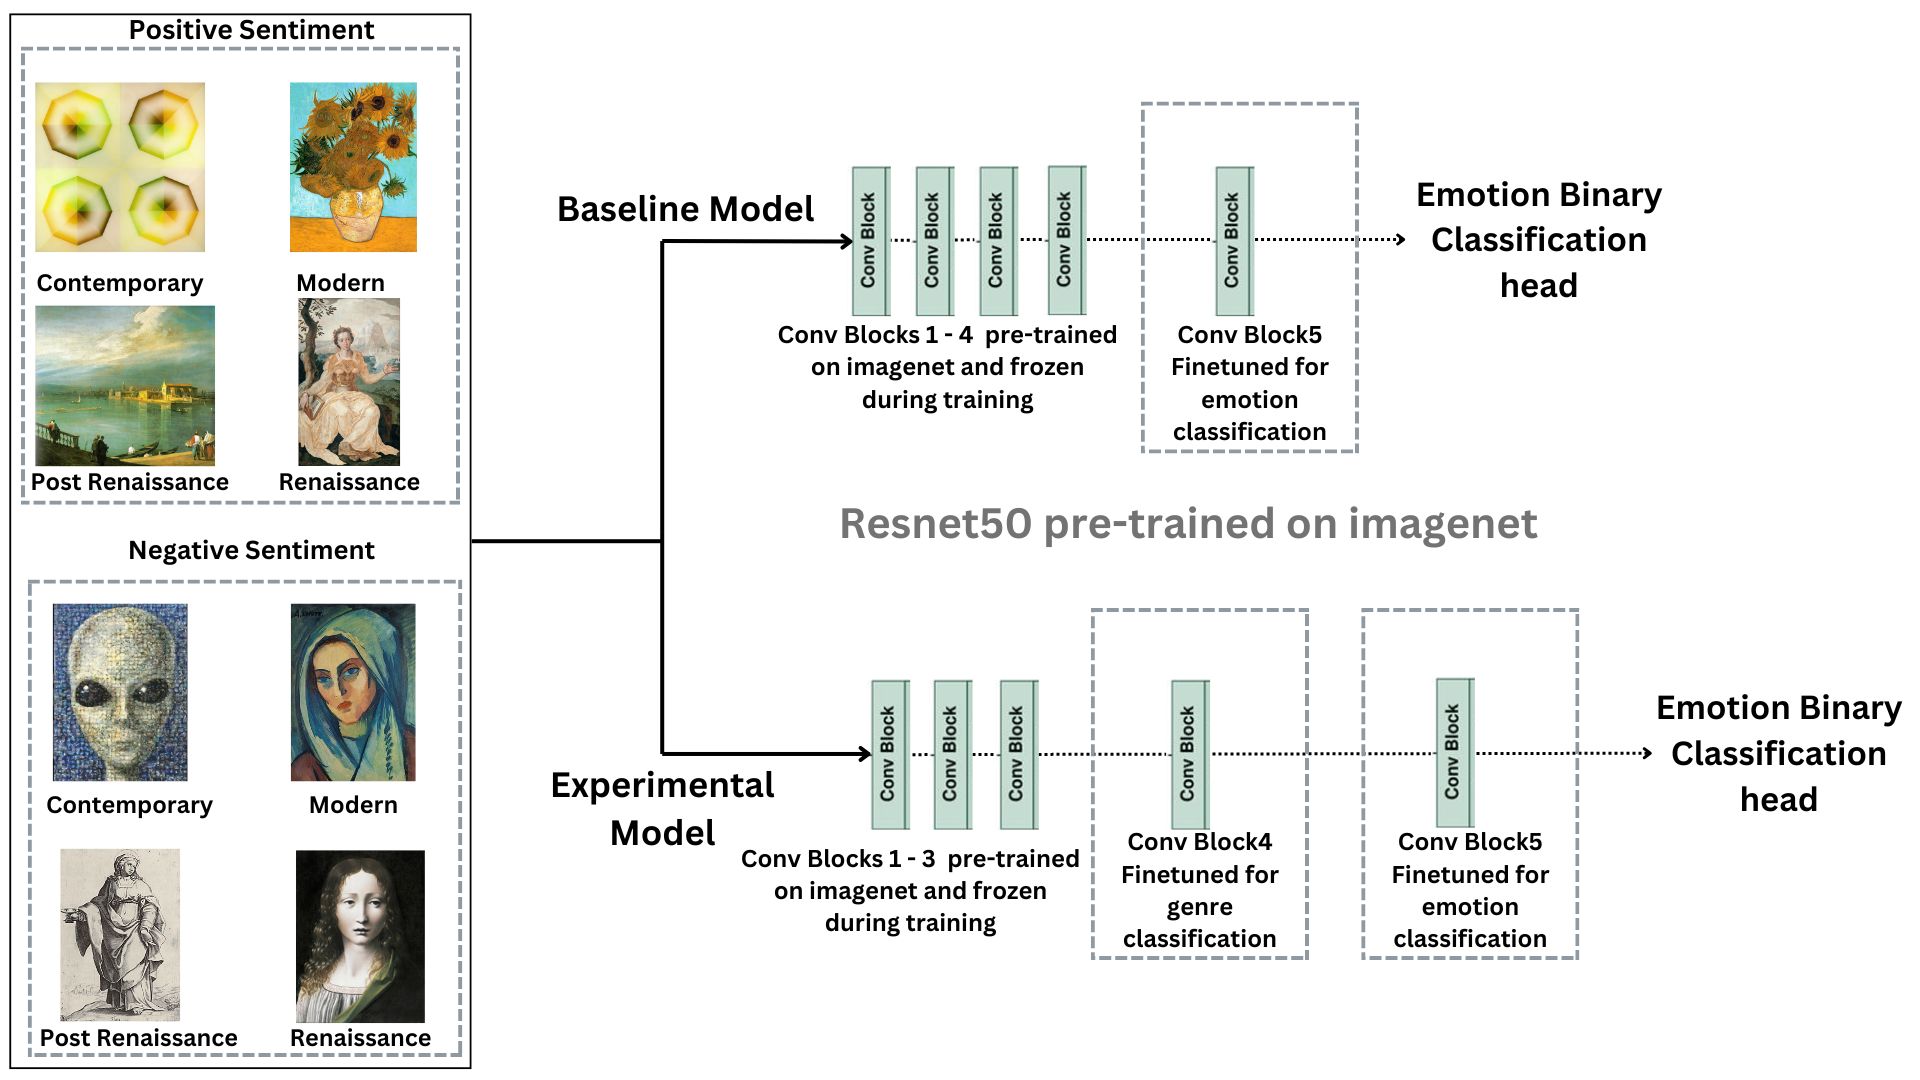 Positive Sentiment
Contemporary
Modern
Post Renaissance
Renaissance
Negative Sentiment
Contemporary
Modern
Post Renaissance
Renaissance
Baseline Model
Conv Block
Conv Block
Conv Block
Conv Block
Conv Blocks 1 - 4 pre-trained
on imagenet and frozen
during training
Conv Block
Conv Block5
Finetuned for
emotion
classification
Emotion Binary
Classification
head
Resnet50 pre-trained on imagenet
Experimental
Model
Conv Block
Conv Block
Conv Block
Conv Blocks 1 - 3 pre-trained
on imagenet and frozen
during training
Conv Block
Conv Block4
Finetuned for
genre
classification
Conv Block
Conv Block5
Finetuned for
emotion
classification
Emotion Binary
Classification
head